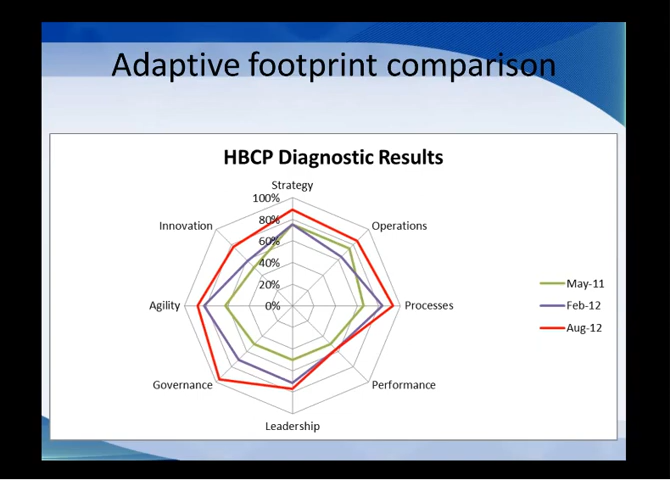 Adaptive footprint comparison
HBCP Diagnostic Results
Strategy
100%
80%
60%
40%
20%
0%
Innovation
Operations
Agility
Processes
Governance
Performance
Leadership
May-11
Feb-12
Aug-12